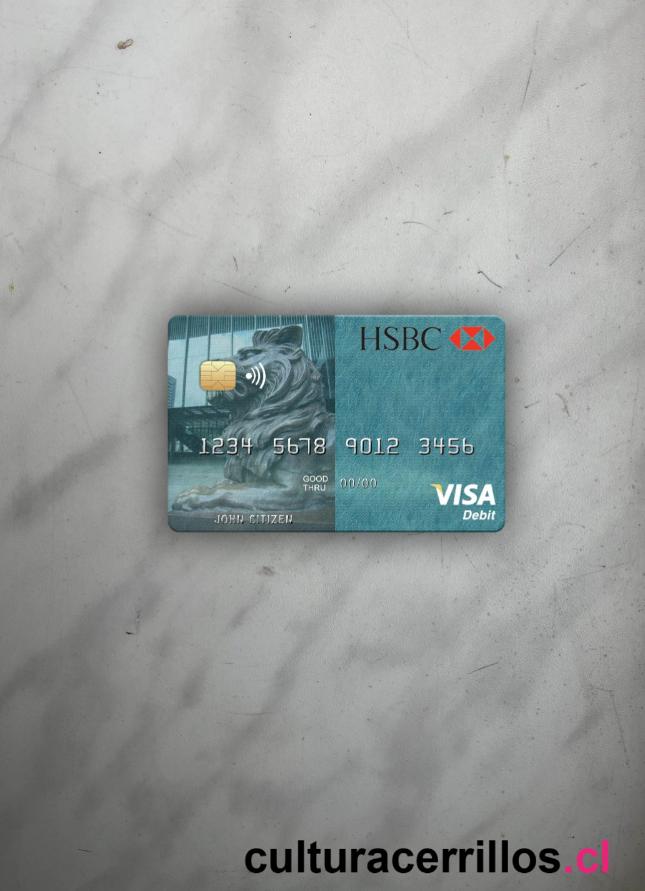 HSBC
1234 5678 9012 3456
GOOD THRU 00/00
VISA
Debit
JOHN CITIZEN
culturacerrillos.cl